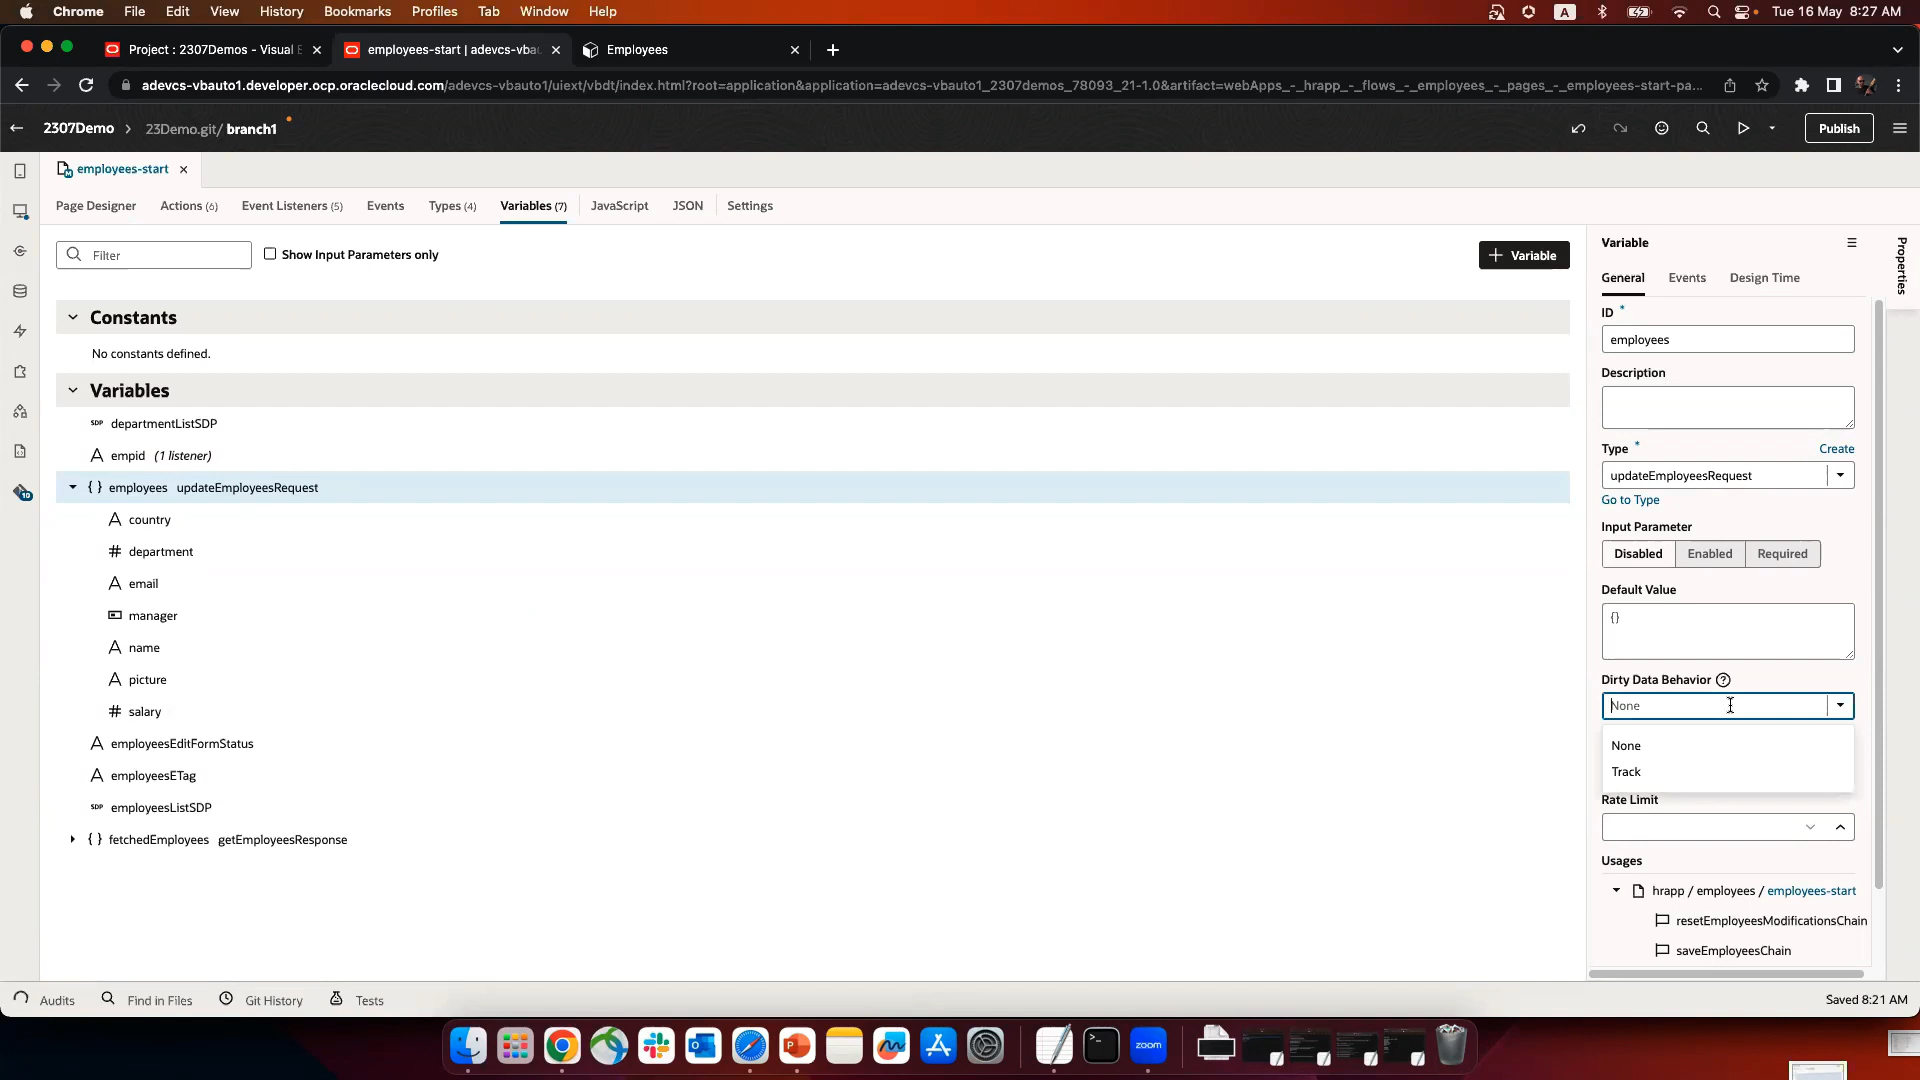 Chrome File Edit View History Bookmarks Profiles Tab Window Help
A Tue 16 May 8:27 AM
Project : 2307Demos - Visual
employees-start | adevcs-vba
Employees
adevcs-vbauto1.developer.ocp.oraclecloud.com/adevcs-vbauto1/uiext/vbdt/index.html?root=application&application=adevcs-vbauto1_2307demos_78093_21-1.0&artifact=webApps_-_hrapp_-_flows_-_employees_-_pages_-_employees-start-pa...
2307Demo > 23Demo.git/ branch1
Publish
employees-start
Page Designer Actions (6) Event Listeners (5) Events Types (4) Variables (7) JavaScript JSON Settings
Filter
Show Input Parameters only
+ Variable
Constants
No constants defined.
Variables
SDP departmentListSDP
A empid (1 listener)
{ } employees updateEmployeesRequest
A country
# department
A email
manager
A name
A picture
# salary
A employeesEditFormStatus
A employeesETag
SDP employeesListSDP
{ } fetchedEmployees getEmployeesResponse
Variable
Properties
General Events Design Time
ID *
employees
Description
Type * Create
updateEmployeesRequest
Go to Type
Input Parameter
Disabled Enabled Required
Default Value
{}
Dirty Data Behavior ?
None
None
Track
Rate Limit
Usages
hrapp / employees / employees-start
resetEmployeesModificationsChain
saveEmployeesChain
10
Audits Find in Files Git History Tests
Saved 8:21 AM
zoom